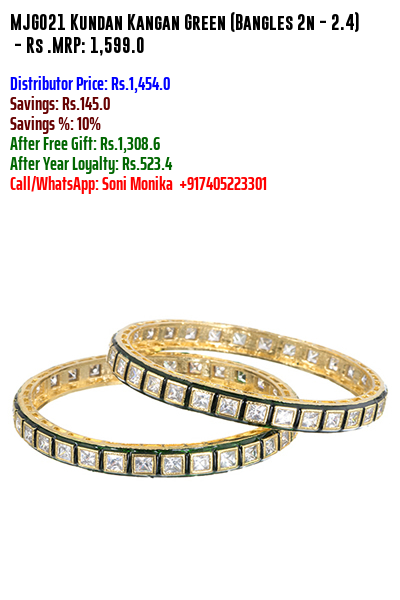 MJG021 Kundan Kangan Green (Bangles 2n - 2.4)
- Rs .MRP: 1,599.0
Distributor Price: Rs.1,454.0
Savings: Rs.145.0
Savings %: 10%
After Free Gift: Rs.1,308.6
After Year Loyalty: Rs.523.4
Call/WhatsApp: Soni Monika +917405223301